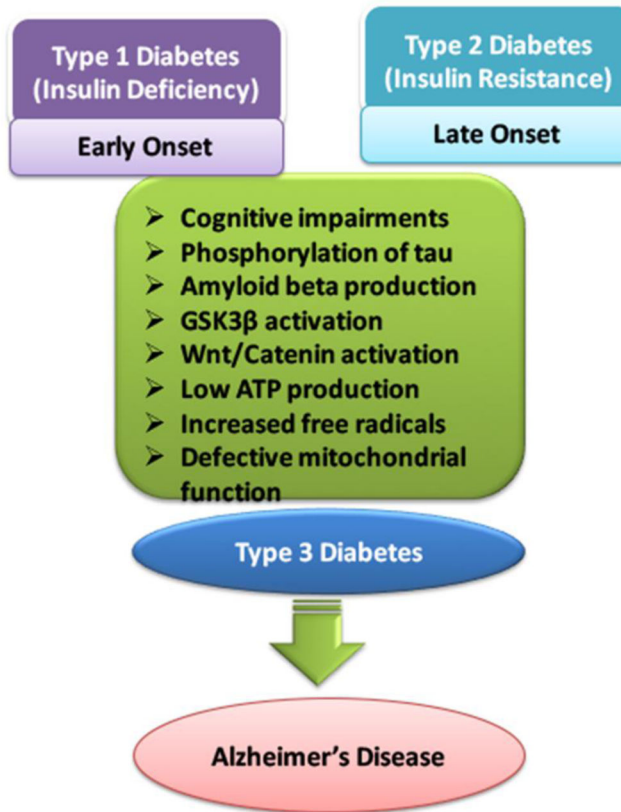 Type 1 Diabetes
(Insulin Deficiency)
Early Onset
Type 2 Diabetes
(Insulin Resistance)
Late Onset
➢ Cognitive impairments
➢ Phosphorylation of tau
➢ Amyloid beta production
➢ GSK3β activation
➢ Wnt/Catenin activation
➢ Low ATP production
➢ Increased free radicals
➢ Defective mitochondrial
function
Type 3 Diabetes
Alzheimer’s Disease